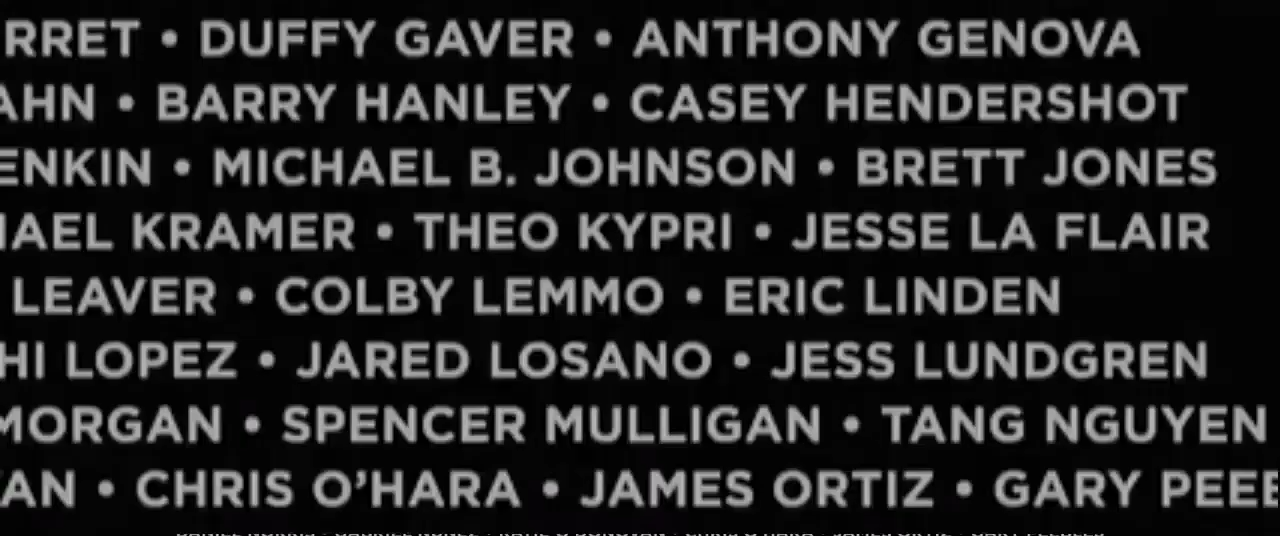 RRET • DUFFY GAVER • ANTHONY GENOVA
AHN • BARRY HANLEY • CASEY HENDERSHOT
ENKIN • MICHAEL B. JOHNSON • BRETT JONES
AEL KRAMER • THEO KYPRI • JESSE LA FLAIR
LEAVER • COLBY LEMMO • ERIC LINDEN
HI LOPEZ • JARED LOSANO • JESS LUNDGREN
MORGAN • SPENCER MULLIGAN • TANG NGUYEN
AN • CHRIS O’HARA • JAMES ORTIZ • GARY PEEB